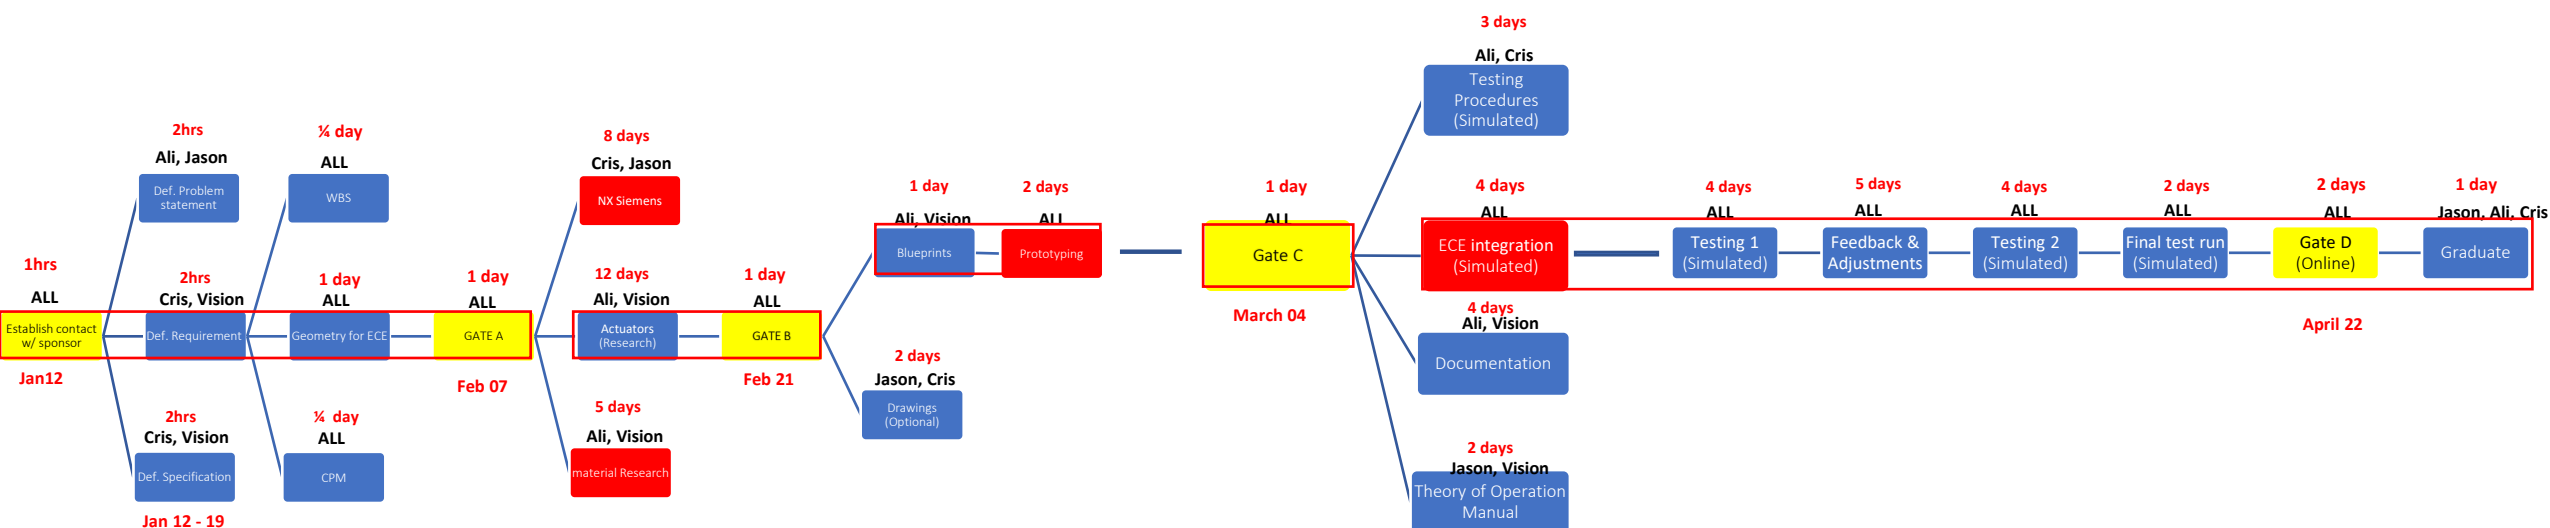 3 days
Ali, Cris
Testing
Procedures
(Simulated)
2hrs
Ali, Jason
Def. Problem
statement
¼ day
ALL
WBS
8 days
Cris, Jason
NX Siemens
1 day
Ali, Vision
Blueprints
2 days
ALL
Prototyping
1 day
ALL
Gate C
March 04
4 days
ALL
ECE integration
(Simulated)
4 days
ALL
Testing 1
(Simulated)
5 days
ALL
Feedback &
Adjustments
4 days
ALL
Testing 2
(Simulated)
2 days
ALL
Final test run
(Simulated)
2 days
ALL
Gate D
(Online)
April 22
1 day
Jason, Ali, Cris
Graduate
1hrs
ALL
Establish contact
w/ sponsor
Jan12
2hrs
Cris, Vision
Def. Requirement
1 day
ALL
Geometry for ECE
1 day
ALL
GATE A
Feb 07
12 days
Ali, Vision
Actuators
(Research)
1 day
ALL
GATE B
Feb 21
4 days
Ali, Vision
Documentation
2 days
Jason, Cris
Drawings
(Optional)
2hrs
Cris, Vision
Def. Specification
Jan 12 - 19
¼ day
ALL
CPM
5 days
Ali, Vision
material Research
2 days
Jason, Vision
Theory of Operation
Manual